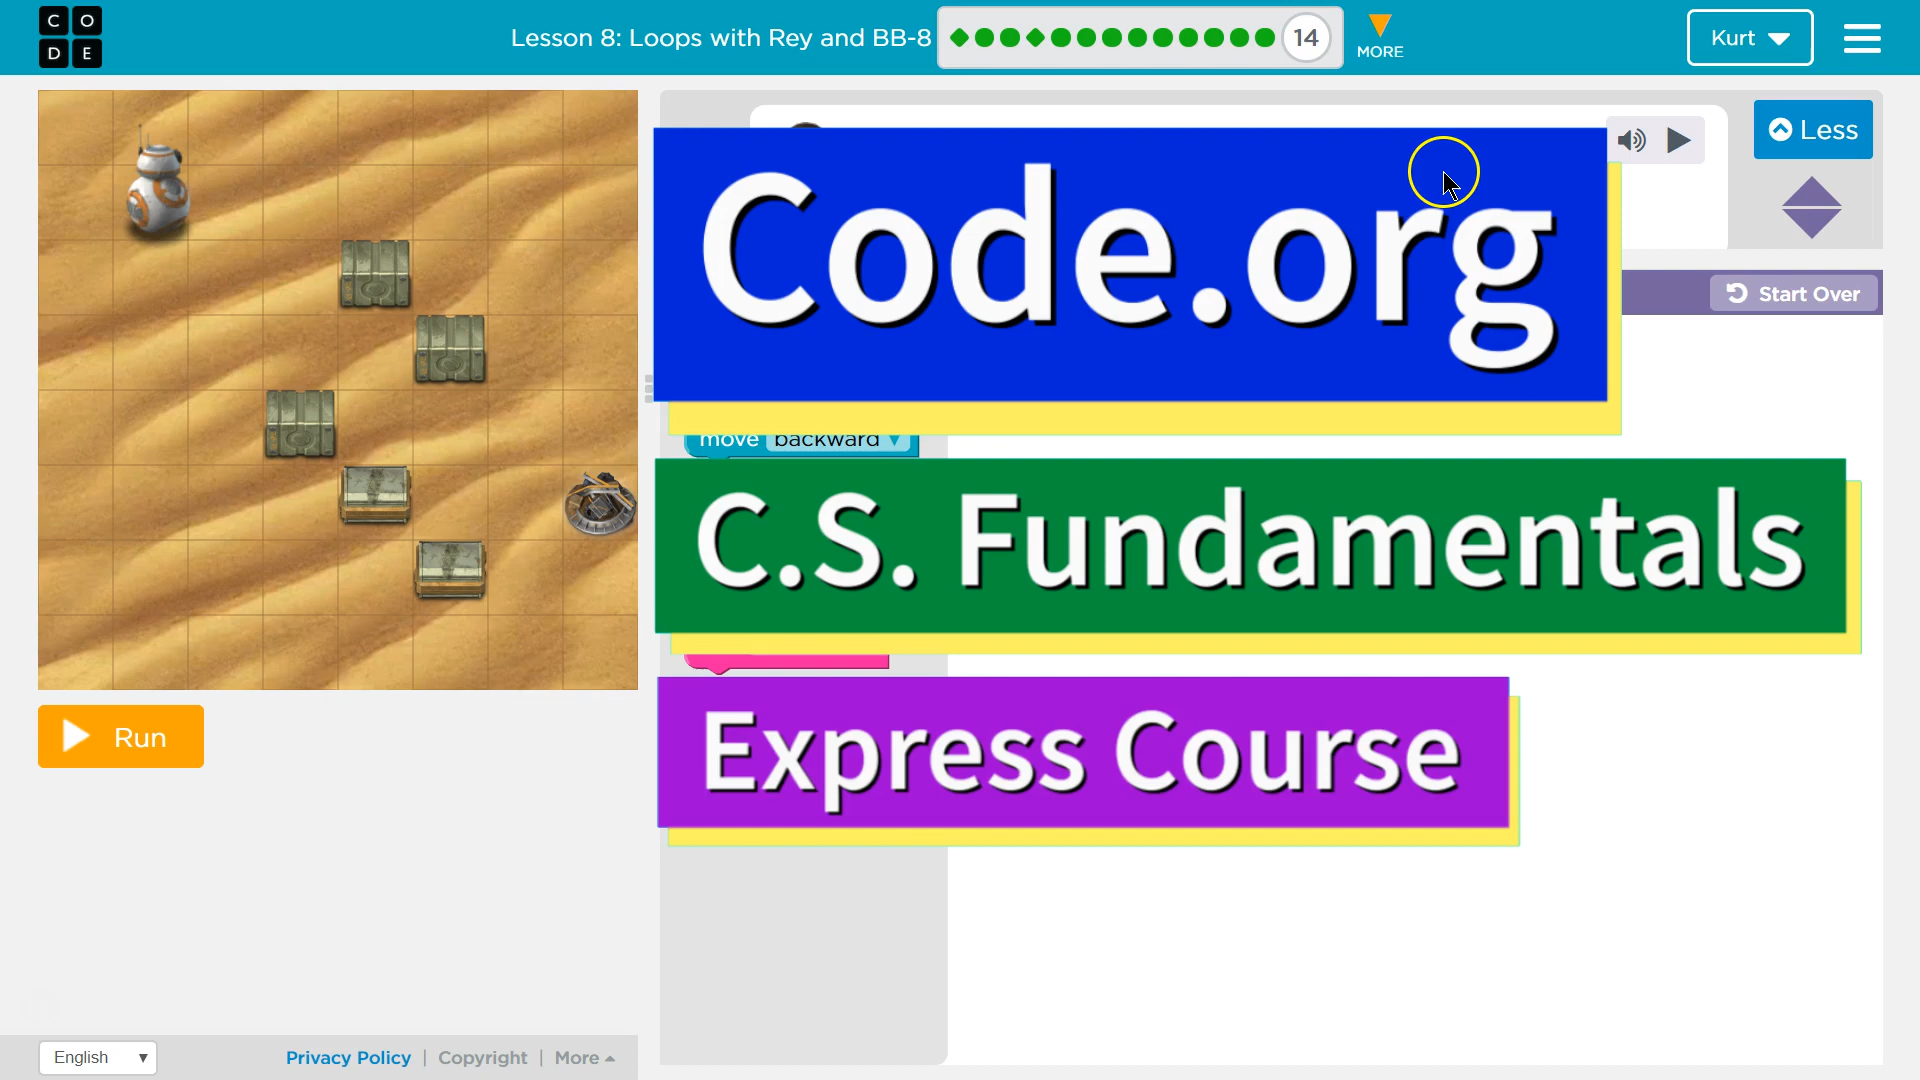 C O
D E
Lesson 8: Loops with Rey and BB-8
14
MORE
Kurt
Less
Code.org
Start Over
move backward
C.S. Fundamentals
Express Course
Run
English
Privacy Policy | Copyright | More